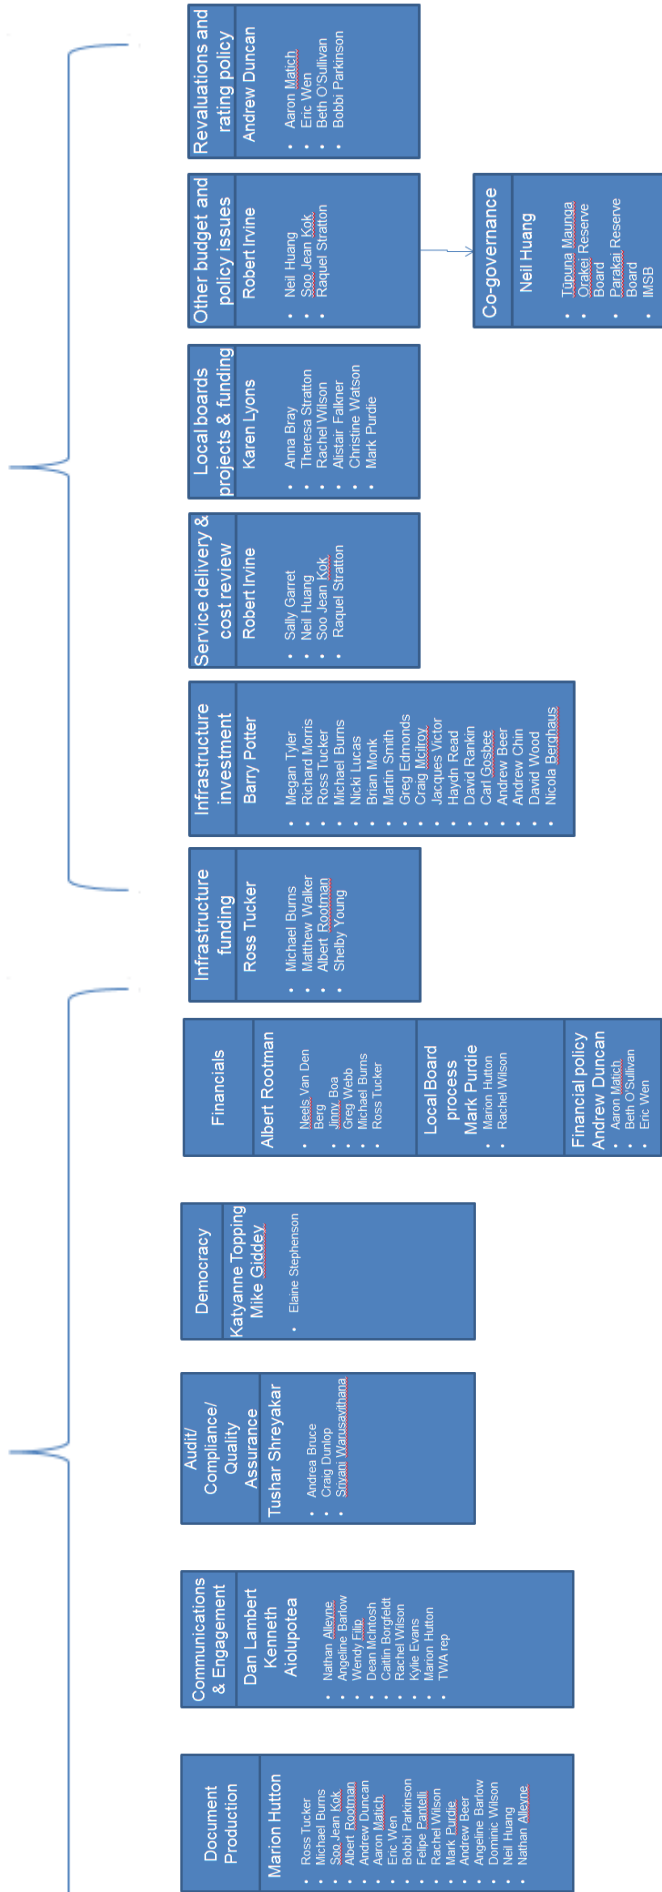 Document
Production
Marion Hutton
• Ross Tucker
• Michael Burns
• Soo Jean Kok
• Albert Rootman
• Andrew Duncan
• Aaron Matich
• Eric Wen
• Bobbi Parkinson
• Felipe Pantelli
• Rachel Wilson
• Mark Purdie
• Andrew Beer
• Angeline Barlow
• Dominic Wilson
• Neil Huang
• Nathan Alleyne
Communications
& Engagement
Dan Lambert
Kenneth
Aiolupotea
• Nathan Alleyne
• Angeline Barlow
• Wendy Filip
• Dean McIntosh
• Caitlin Borgfeldt
• Rachel Wilson
• Kylie Evans
• Marion Hutton
• TWA rep
Audit/
Compliance/
Quality
Assurance
Tushar Shreyakar
• Andrea Bruce
• Craig Dunlop
• Sriyani Warusavithana
Democracy
Katyanne Topping
Mike Giddey
• Elaine Stephenson
Financials
Albert Rootman
• Neels Van Den
Berg
• Jinny Boa
• Greg Webb
• Michael Burns
• Ross Tucker
Local Board
process
Mark Purdie
• Marion Hutton
• Rachel Wilson
Financial policy
Andrew Duncan
• Aaron Matich
• Beth O'Sullivan
• Eric Wen
Infrastructure
funding
Ross Tucker
• Michael Burns
• Matthew Walker
• Albert Rootman
• Shelby Young
Infrastructure
investment
Barry Potter
• Megan Tyler
• Richard Morris
• Ross Tucker
• Michael Burns
• Nicki Lucas
• Brian Monk
• Martin Smith
• Greg Edmonds
• Craig Mcilroy
• Jacques Victor
• Haydn Read
• David Rankin
• Carl Gosbee
• Andrew Beer
• Andrew Chin
• David Wood
• Nicola Berghaus
Service delivery &
cost review
Robert Irvine
• Sally Garret
• Neil Huang
• Soo Jean Kok
• Raquel Stratton
Local boards
projects & funding
Karen Lyons
• Anna Bray
• Theresa Stratton
• Rachel Wilson
• Alistair Falkner
• Christine Watson
• Mark Purdie
Other budget and
policy issues
Robert Irvine
• Neil Huang
• Soo Jean Kok
• Raquel Stratton
Co-governance
Neil Huang
• Tūpuna Maunga
• Orakei Reserve
Board
• Parakai Reserve
Board
• IMSB
Revaluations and
rating policy
Andrew Duncan
• Aaron Matich
• Eric Wen
• Beth O'Sullivan
• Bobbi Parkinson